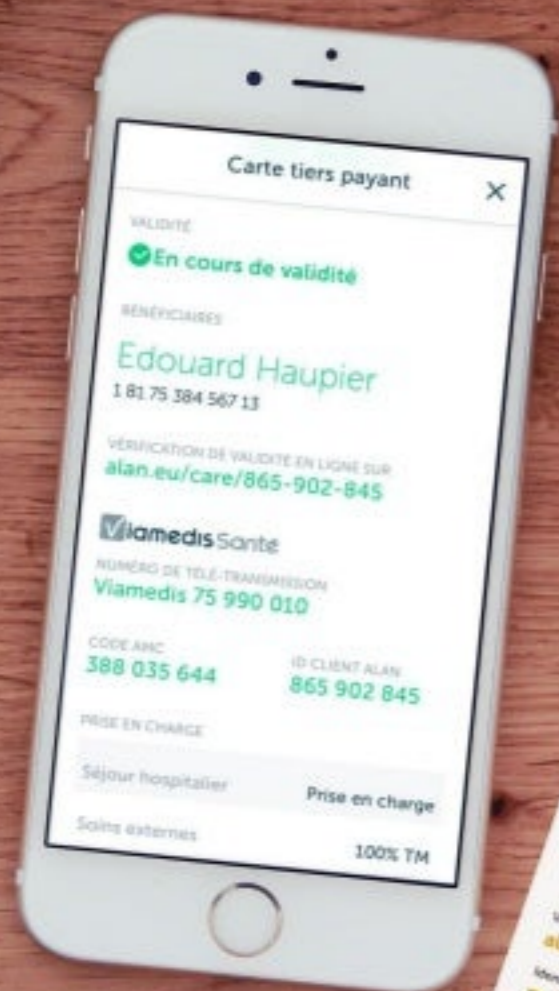 Carte tiers payant
VALIDITÉ
En cours de validité
BÉNÉFICIAIRES
Edouard Haupier
1 81 75 384 567 13
VÉRIFICATION DE VALIDITÉ EN LIGNE SUR
alan.eu/care/865-902-845
Viamedis Santé
NUMÉRO DE TÉLÉ-TRANSMISSION
Viamedis 75 990 010
CODE AMC
388 035 644
ID CLIENT ALAN
865 902 845
PRISE EN CHARGE
Séjour hospitalier Prise en charge
Soins externes 100% TM